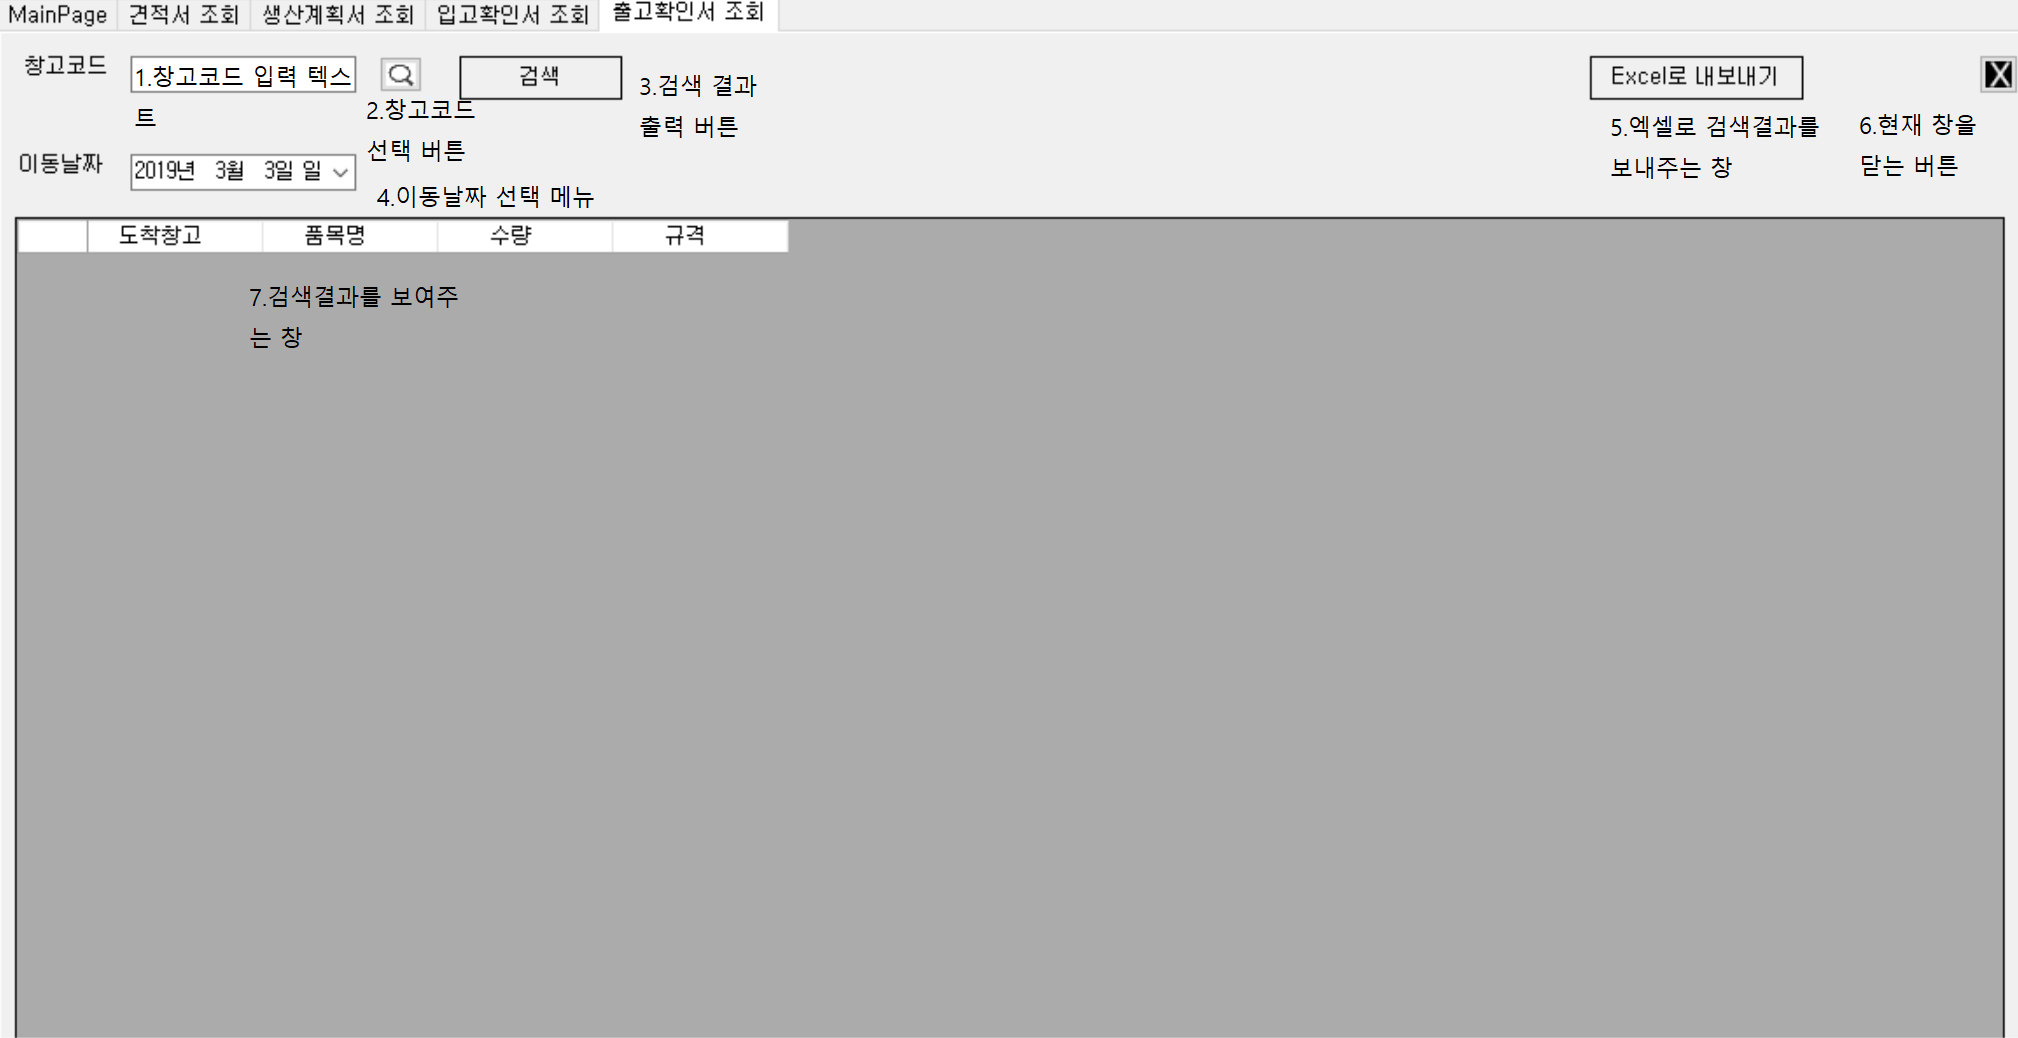 MainPage 견적서 조회 생산계획서 조회 입고확인서 조회 출고확인서 조회
창고코드
1.창고코드 입력 텍스
트
2.창고코드
선택 버튼
검색
3.검색 결과
출력 버튼
Excel로 내보내기
5.엑셀로 검색결과를
보내주는 창
X
6.현재 창을
닫는 버튼
이동날짜
2019년 3월 3일 일
4.이동날짜 선택 메뉴
도착창고 품목명 수량 규격
7.검색결과를 보여주
는 창